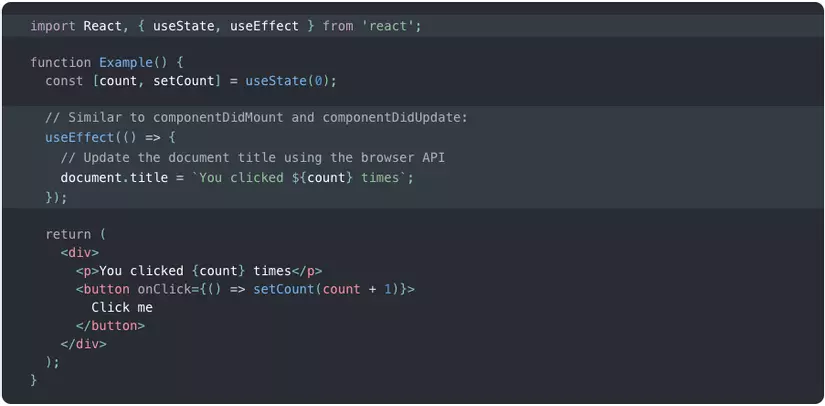 import React, { useState, useEffect } from 'react';
function Example() {
const [count, setCount] = useState(0);
// Similar to componentDidMount and componentDidUpdate:
useEffect(() => {
// Update the document title using the browser API
document.title = `You clicked ${count} times`;
});
return (
<div>
<p>You clicked {count} times</p>
<button onClick={() => setCount(count + 1)}>
Click me
</button>
</div>
);
}